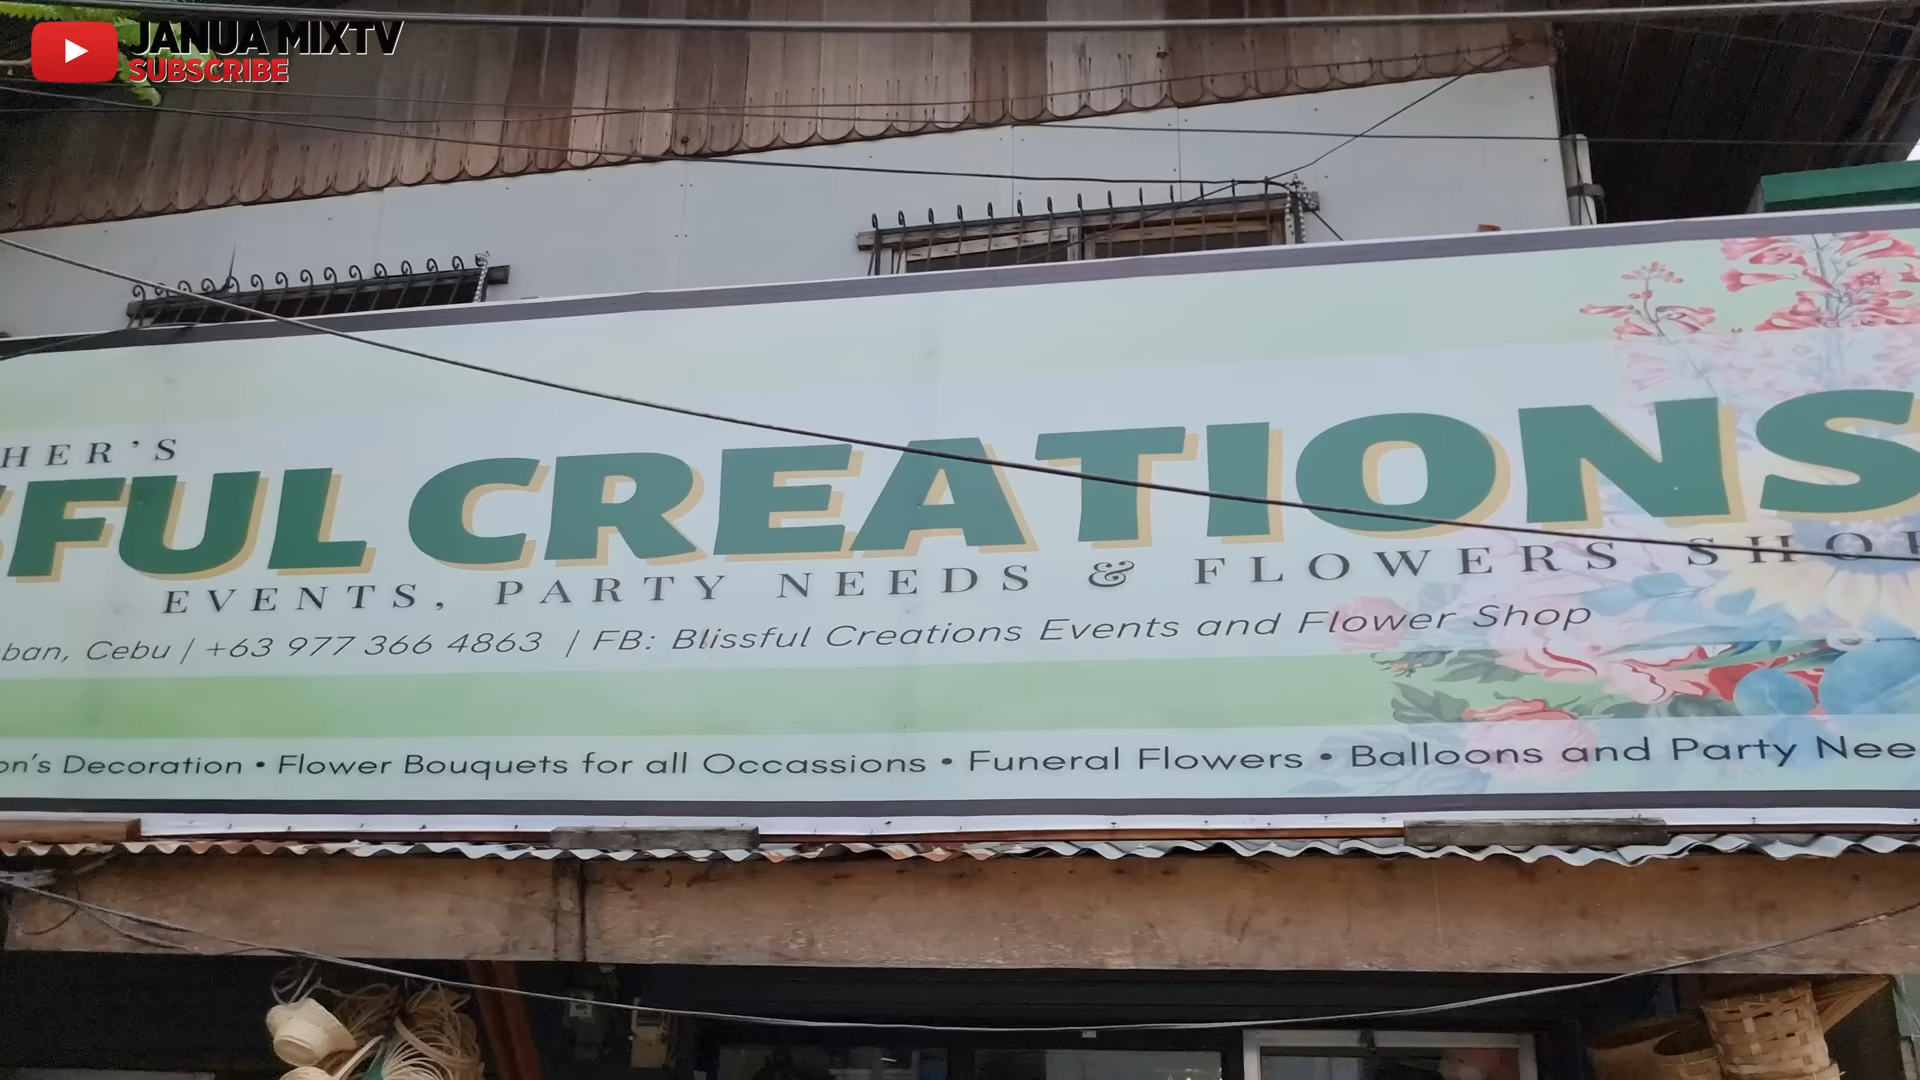 JANUA MIXTV
SUBSCRIBE
HER'S
SFUL CREATIONS
EVENTS, PARTY NEEDS & FLOWERS SHOP
ban, Cebu | +63 977 366 4863 | FB: Blissful Creations Events and Flower Shop
on's Decoration • Flower Bouquets for all Occassions • Funeral Flowers • Balloons and Party Nee